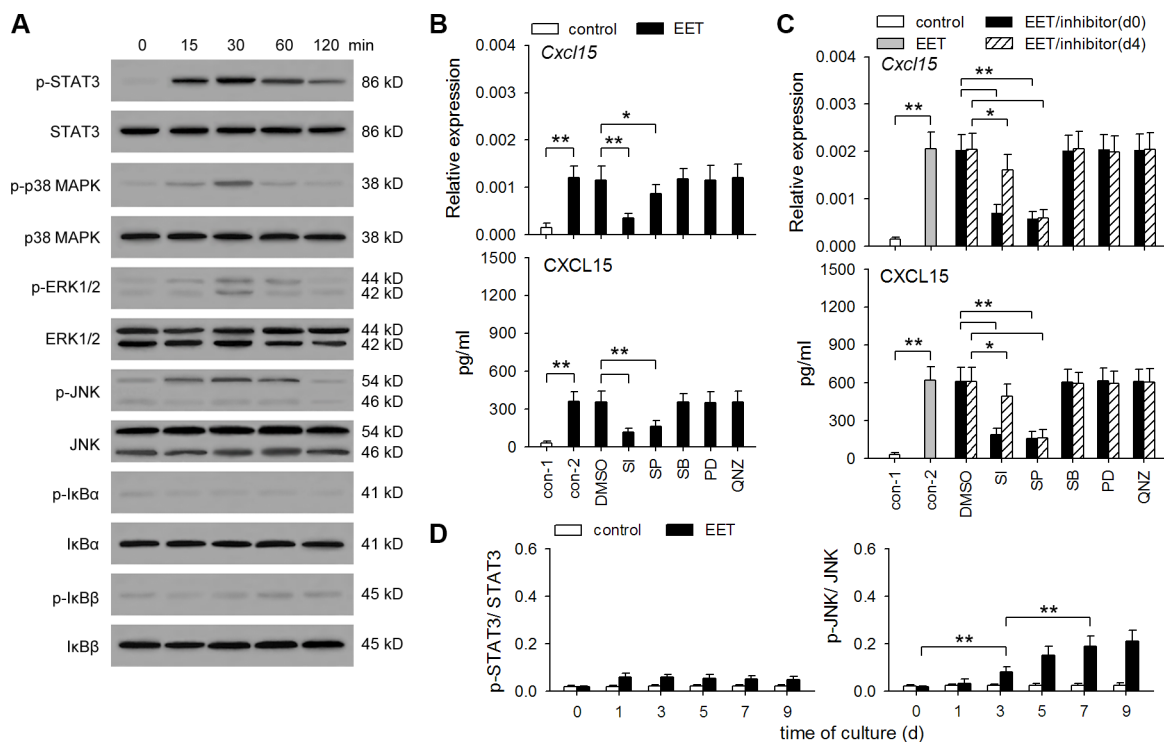 A
0 15 30 60 120 min
p-STAT3 86 kD
STAT3 86 kD
p-p38 MAPK 38 kD
p38 MAPK 38 kD
p-ERK1/2 44 kD
42 kD
ERK1/2 44 kD
42 kD
p-JNK 54 kD
46 kD
JNK 54 kD
46 kD
p-IκBα 41 kD
IκBα 41 kD
p-IκBβ 45 kD
IκBβ 45 kD
B
control EET
Cxcl15
Relative expression
0.004
0.003
0.002
0.001
0.000
** ** *
CXCL15
pg/ml
1500
1200
900
600
300
0
** **
con-1 con-2 DMSO SI SP SB PD QNZ
C
control EET/inhibitor(d0)
EET EET/inhibitor(d4)
Cxcl15
Relative expression
0.004
0.003
0.002
0.001
0.000
**
** *
CXCL15
pg/ml
1500
1200
900
600
300
0
**
** *
con-1 con-2 DMSO SI SP SB PD QNZ
D
control EET
p-STAT3/ STAT3
0.6
0.4
0.2
0.0
0 1 3 5 7 9
p-JNK/ JNK
0.6
0.4
0.2
0.0
** **
0 1 3 5 7 9
time of culture (d)